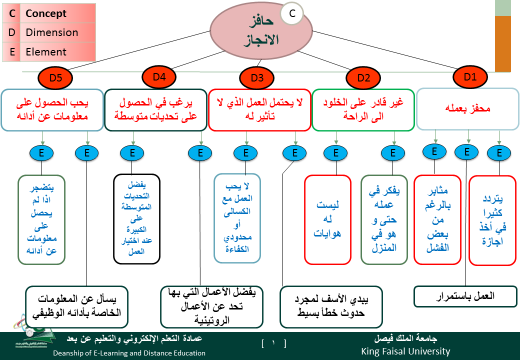 C Concept
D Dimension
E Element
C
حافز
الانجاز
D1
D2
D3
D4
D5
محفز بعمله
غير قادر على الخلود
الى الراحة
لا يحتمل العمل الذي لا
تأثير له
يرغب في الحصول
على تحديات متوسطة
يحب الحصول على
معلومات عن أدائه
E
E
E
E
E
E
E
E
E
E
يتردد
كثيرا
في أخذ
اجازة
مثابر
بالرغم
من
بعض
الفشل
يفكر في
عمله
حتى و
هو في
المنزل
ليست
له
هوايات
لا يحب
العمل مع
الكسالى
أو
محدودي
الكفاءة
يفضل
التحديات
المتوسطة
على
الكبيرة
عند اختيار
العمل
يتضجر
اذا لم
يحصل
على
معلومات
عن أدائه
العمل باستمرار
يبدي الأسف لمجرد
حدوث خطأ بسيط
يفضل الأعمال التي بها
تحد عن الأعمال
الروتينية
يسأل عن المعلومات
الخاصة بأدائه الوظيفي
جامعة الملك فيصل
King Faisal University
[ ١ ]
عمادة التعلم الإلكتروني والتعليم عن بعد
Deanship of E-Learning and Distance Education